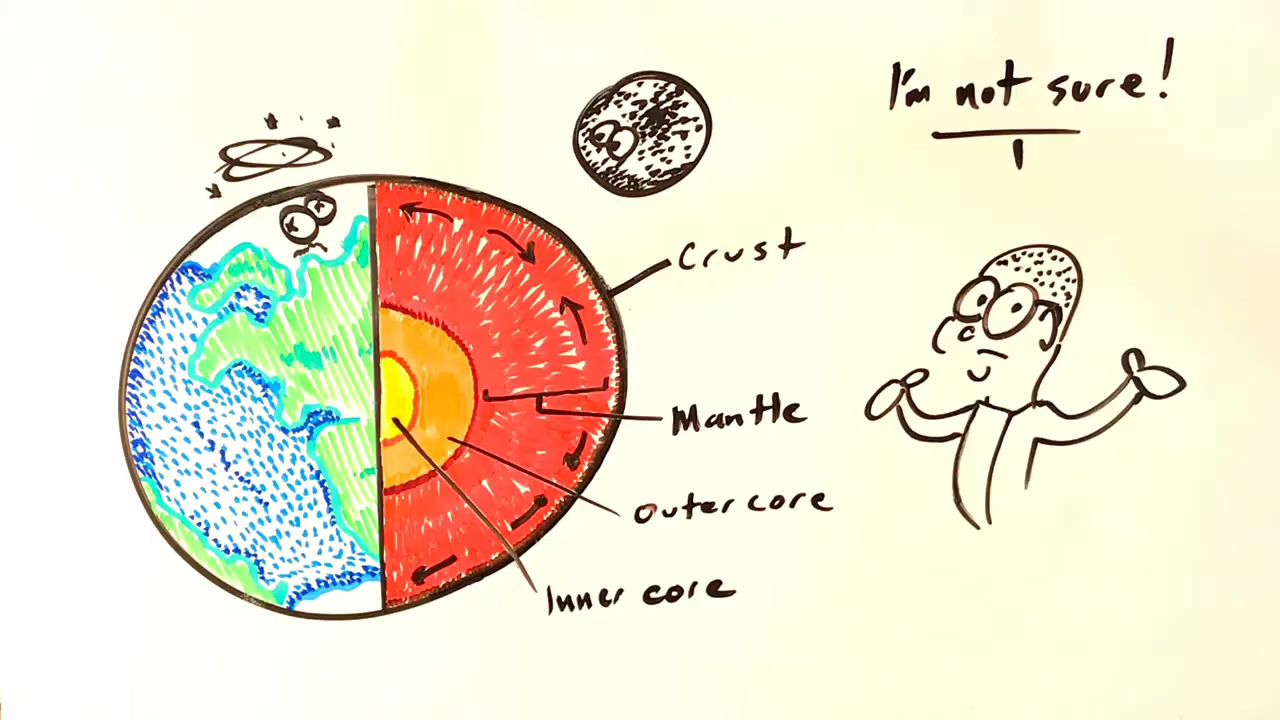 I'm not sure!
Crust
Mantle
outer core
Inner core